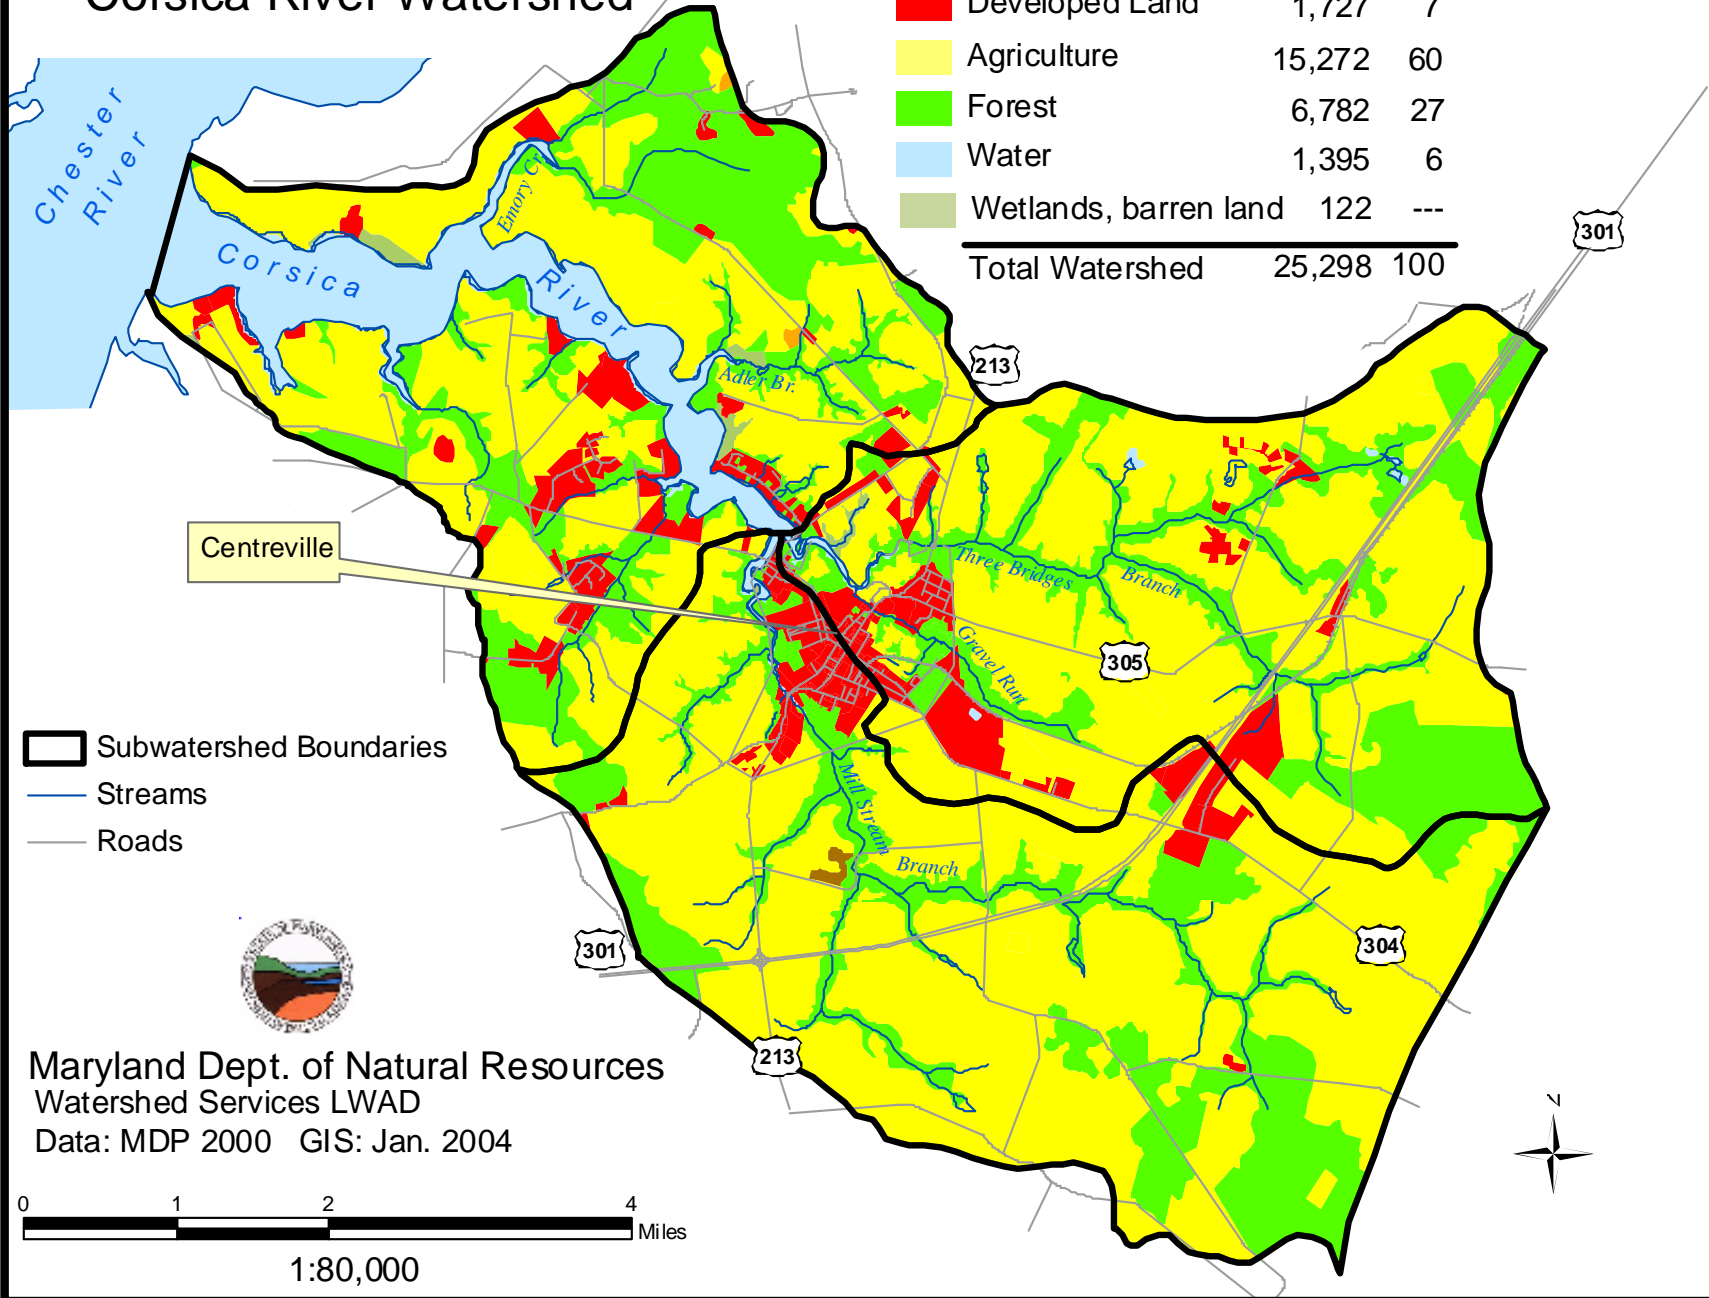 Corsica River Watershed
Developed Land 1,727 7
Agriculture 15,272 60
Forest 6,782 27
Water 1,395 6
Wetlands, barren land 122 ---
Total Watershed 25,298 100
Chester
River
Corsica
River
Emory Cr.
Adler Br.
301
213
Three Bridges
Branch
Centreville
305
Gravel Run
Subwatershed Boundaries
Streams
Roads
Mill Stream
Branch
301
304
213
Maryland Dept. of Natural Resources
Watershed Services LWAD
Data: MDP 2000 GIS: Jan. 2004
N
0 1 2 4
Miles
1:80,000